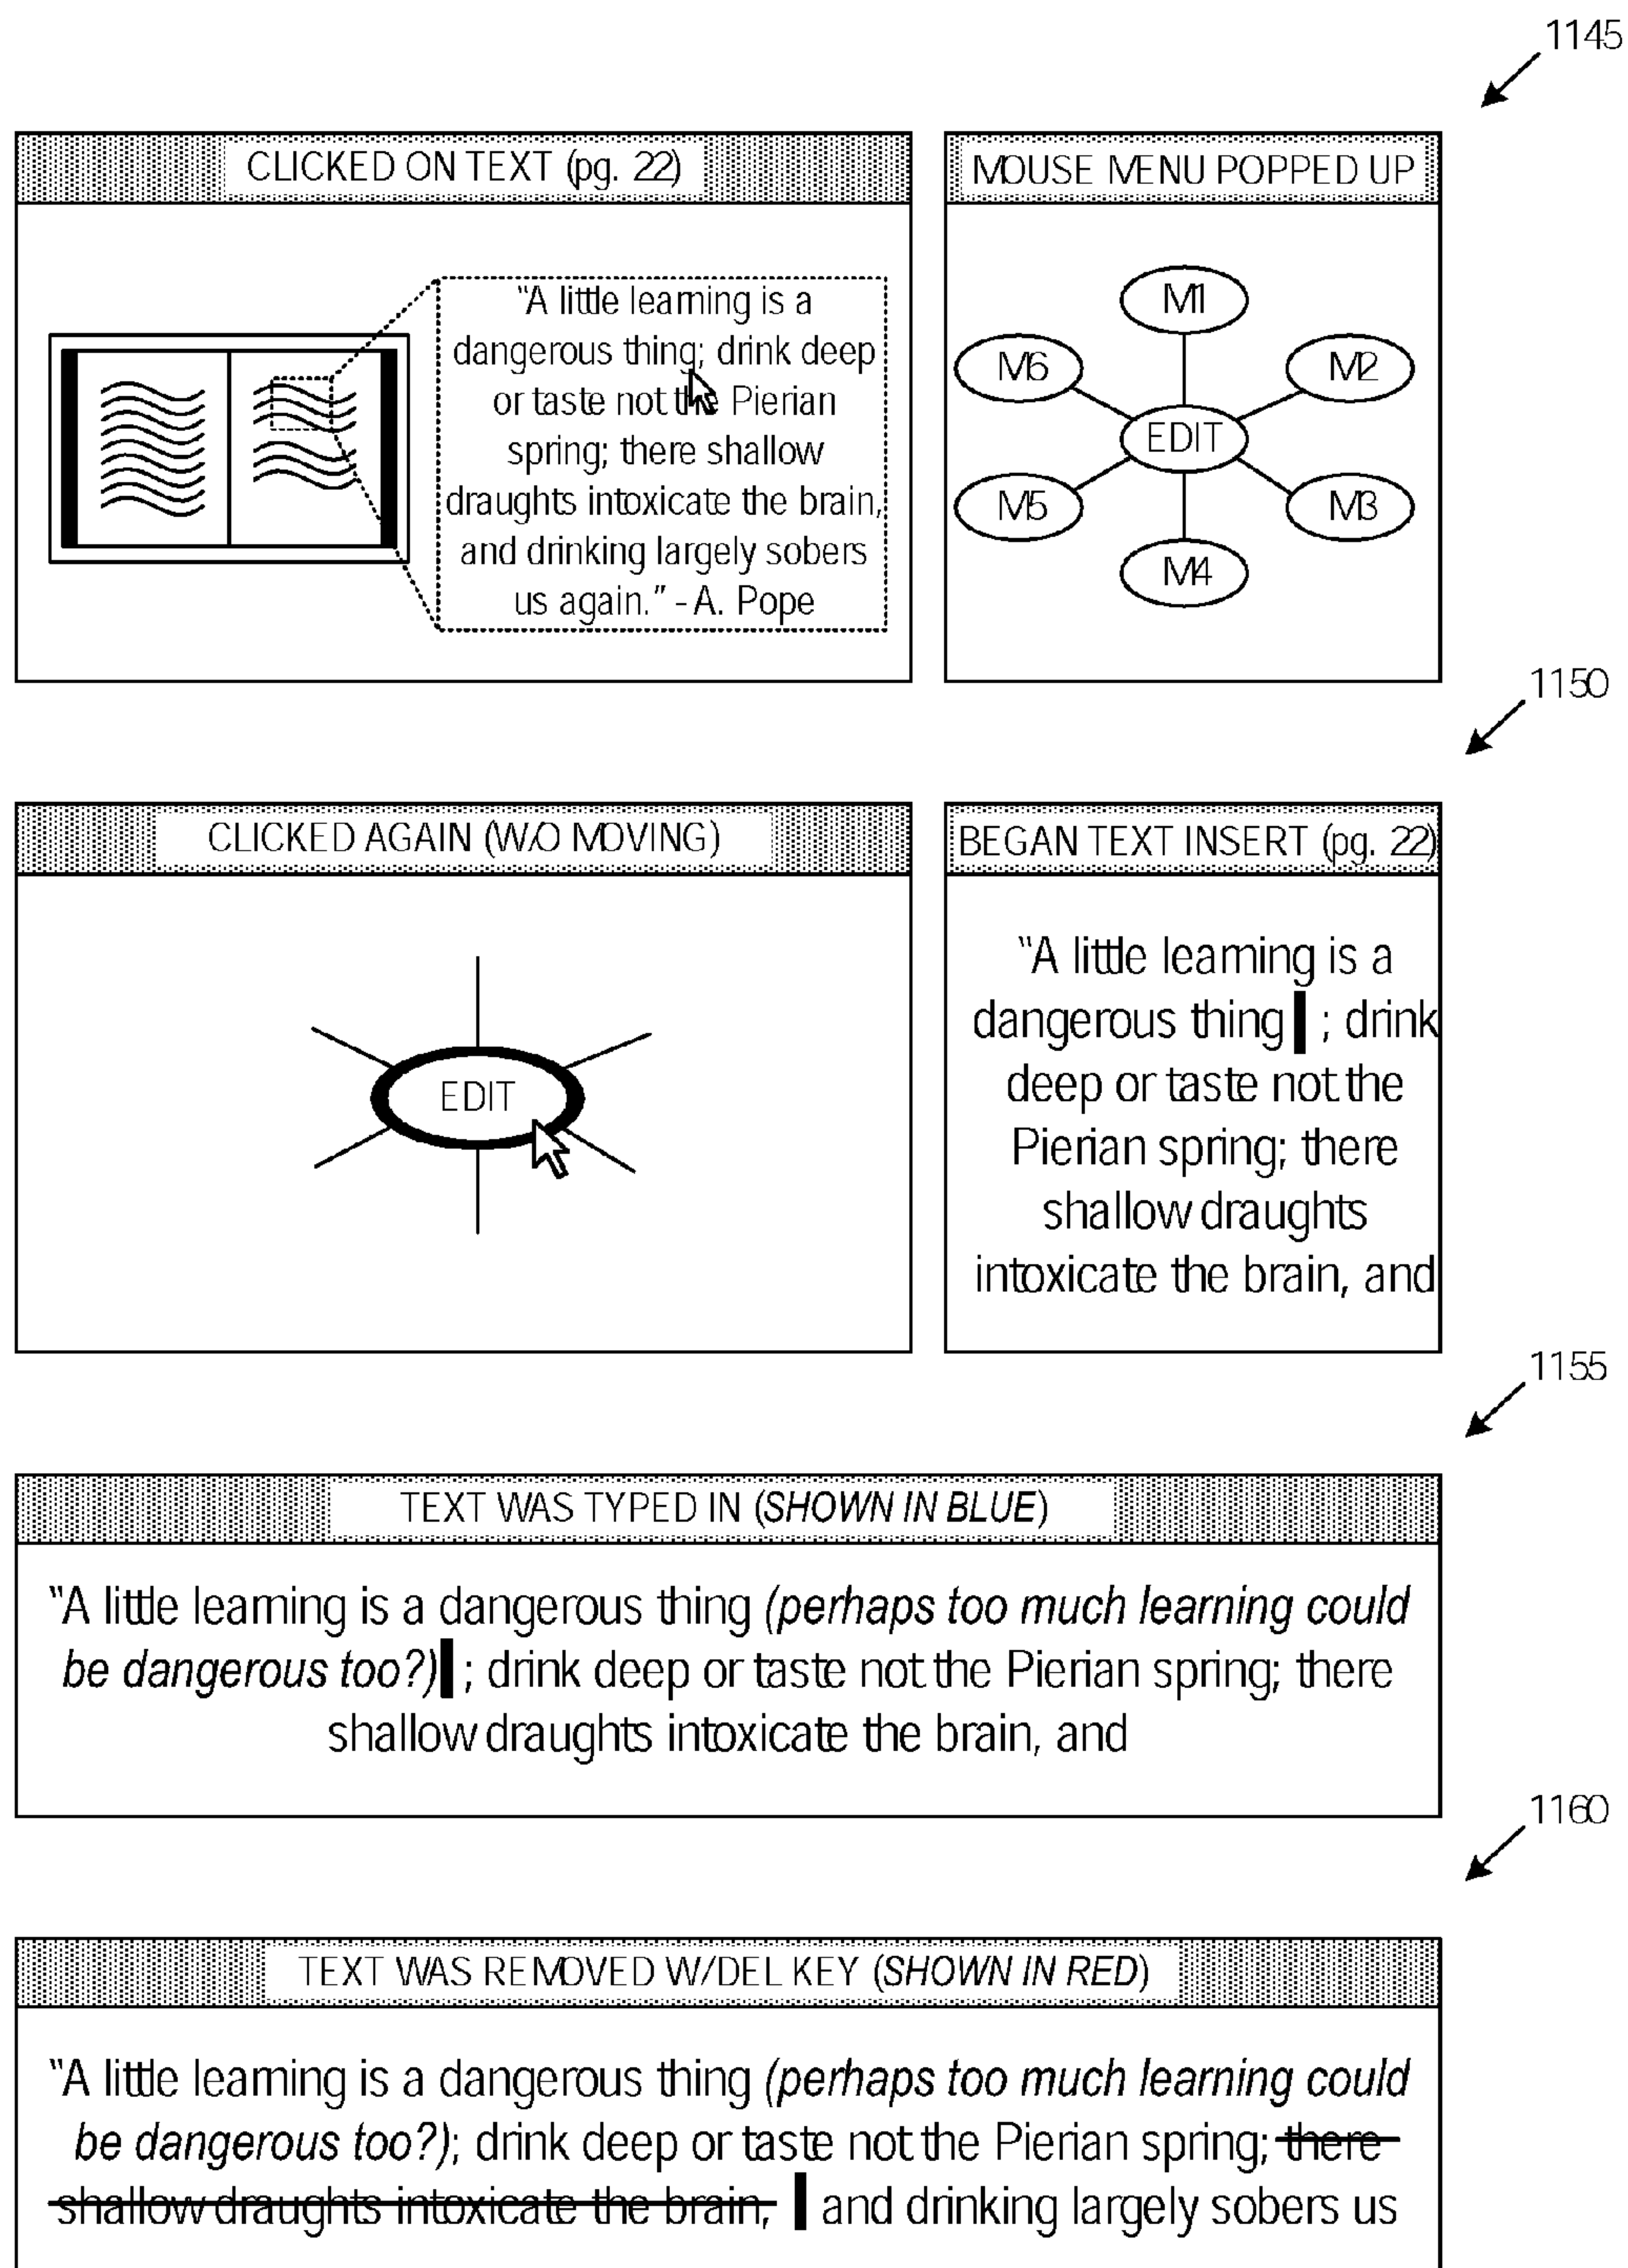 1145
CLICKED ON TEXT (pg. 22)
MOUSE MENU POPPED UP
"A little learning is a
dangerous thing; drink deep
or taste not the Pierian
spring; there shallow
draughts intoxicate the brain,
and drinking largely sobers
us again." - A. Pope
M1
M6
M2
EDIT
M5
M3
M4
1150
CLICKED AGAIN (W/O MOVING)
BEGAN TEXT INSERT (pg. 22)
EDIT
"A little learning is a
dangerous thing ; drink
deep or taste not the
Pierian spring; there
shallow draughts
intoxicate the brain, and
1155
TEXT WAS TYPED IN (SHOWN IN BLUE)
"A little learning is a dangerous thing (perhaps too much learning could
be dangerous too?) ; drink deep or taste not the Pierian spring; there
shallow draughts intoxicate the brain, and
1160
TEXT WAS REMOVED W/DEL KEY (SHOWN IN RED)
"A little learning is a dangerous thing (perhaps too much learning could
be dangerous too?); drink deep or taste not the Pierian spring; there
shallow draughts intoxicate the brain, and drinking largely sobers us